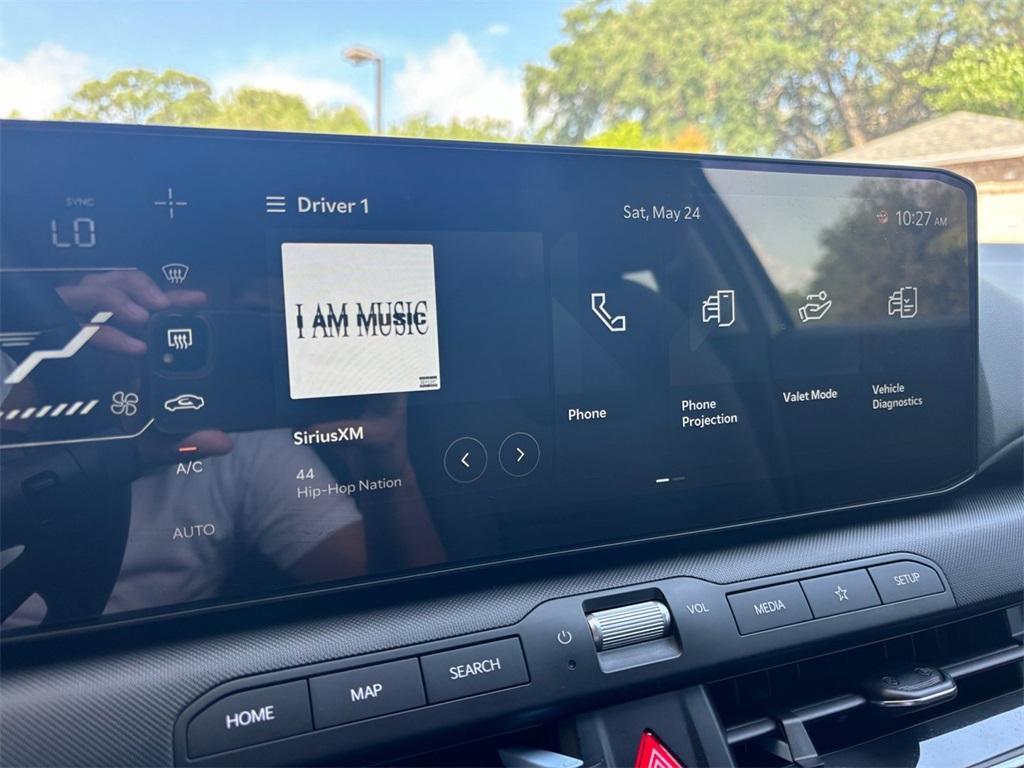 SYNC
LO
Driver 1
Sat, May 24
10:27 AM
I AM MUSIC
SiriusXM
44
Hip-Hop Nation
Phone
Phone
Projection
Valet Mode
Vehicle
Diagnostics
A/C
AUTO
HOME
MAP
SEARCH
VOL
MEDIA
SETUP